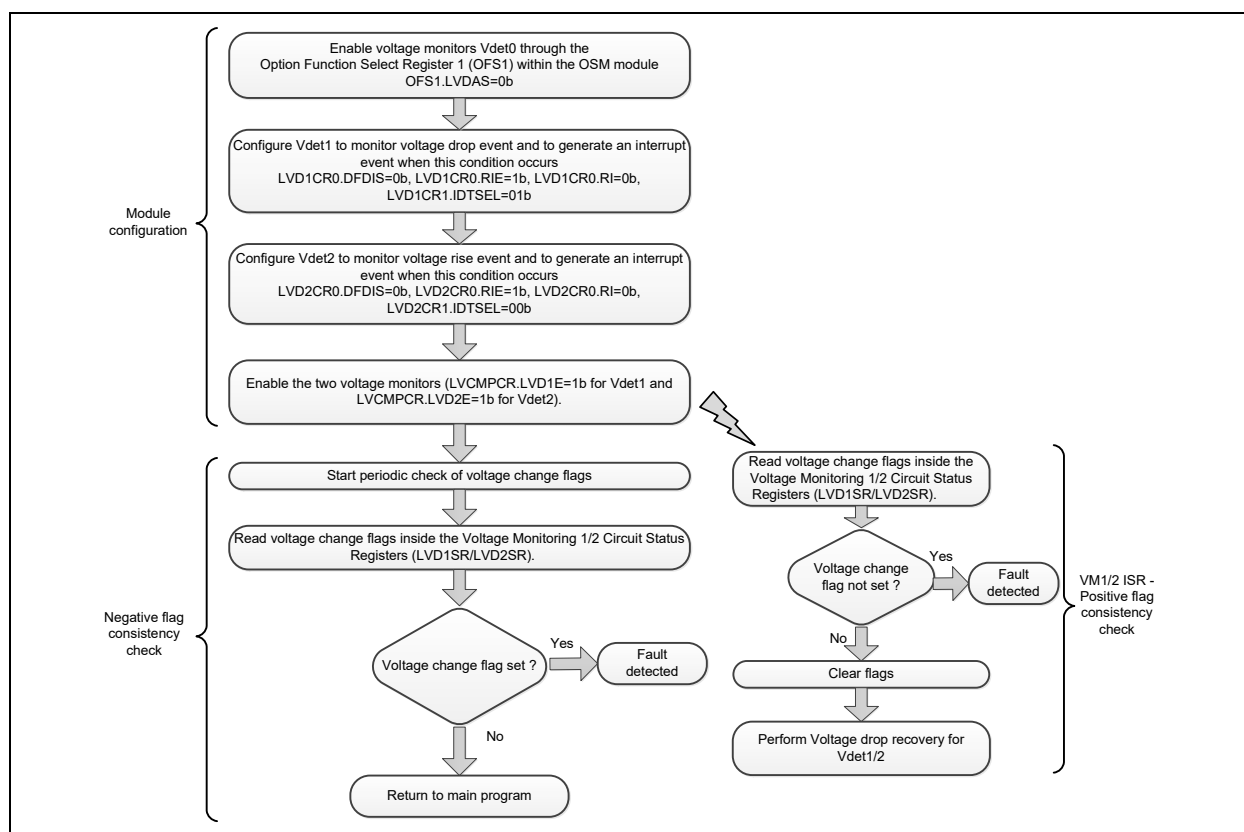 Enable voltage monitors Vdet0 through the
Option Function Select Register 1 (OFS1) within the OSM module
OFS1.LVDAS=0b
Configure Vdet1 to monitor voltage drop event and to generate an interrupt
event when this condition occurs
LVD1CR0.DFDIS=0b, LVD1CR0.RIE=1b, LVD1CR0.RI=0b,
LVD1CR1.IDTSEL=01b
Module
configuration
Configure Vdet2 to monitor voltage rise event and to generate an interrupt
event when this condition occurs
LVD2CR0.DFDIS=0b, LVD2CR0.RIE=1b, LVD2CR0.RI=0b,
LVD2CR1.IDTSEL=00b
Enable the two voltage monitors (LVCMPCR.LVD1E=1b for Vdet1 and
LVCMPCR.LVD2E=1b for Vdet2).
Start periodic check of voltage change flags
Read voltage change flags inside the Voltage Monitoring 1/2 Circuit Status
Registers (LVD1SR/LVD2SR).
Negative flag
consistency
check
Voltage change flag set ?
Yes
Fault
detected
No
Return to main program
Read voltage change flags inside the
Voltage Monitoring 1/2 Circuit Status
Registers (LVD1SR/LVD2SR).
Voltage change
flag not set ?
Yes
Fault
detected
VM1/2 ISR -
Positive flag
consistency
check
No
Clear flags
Perform Voltage drop recovery for
Vdet1/2